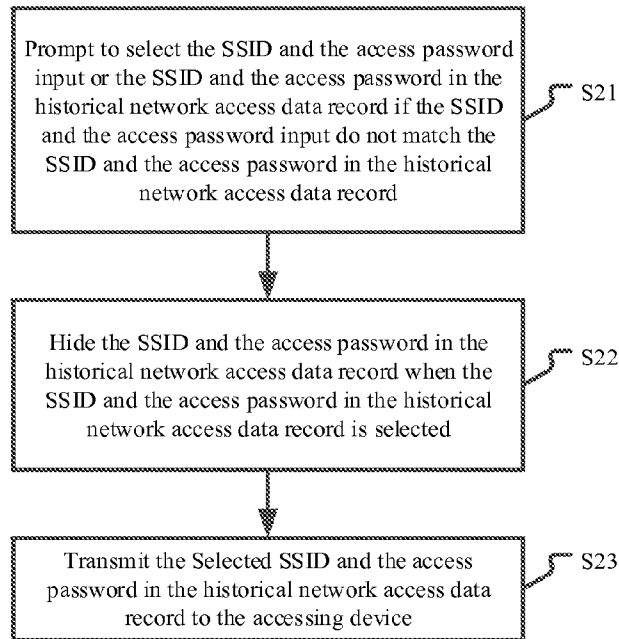 Prompt to select the SSID and the access password
input or the SSID and the access password in the
historical network access data record if the SSID
and the access password input do not match the
SSID and the access password in the historical
network access data record
S21
Hide the SSID and the access password in the
historical network access data record when the
SSID and the access password in the historical
network access data record is selected
S22
Transmit the Selected SSID and the access
password in the historical network access data
record to the accessing device
S23